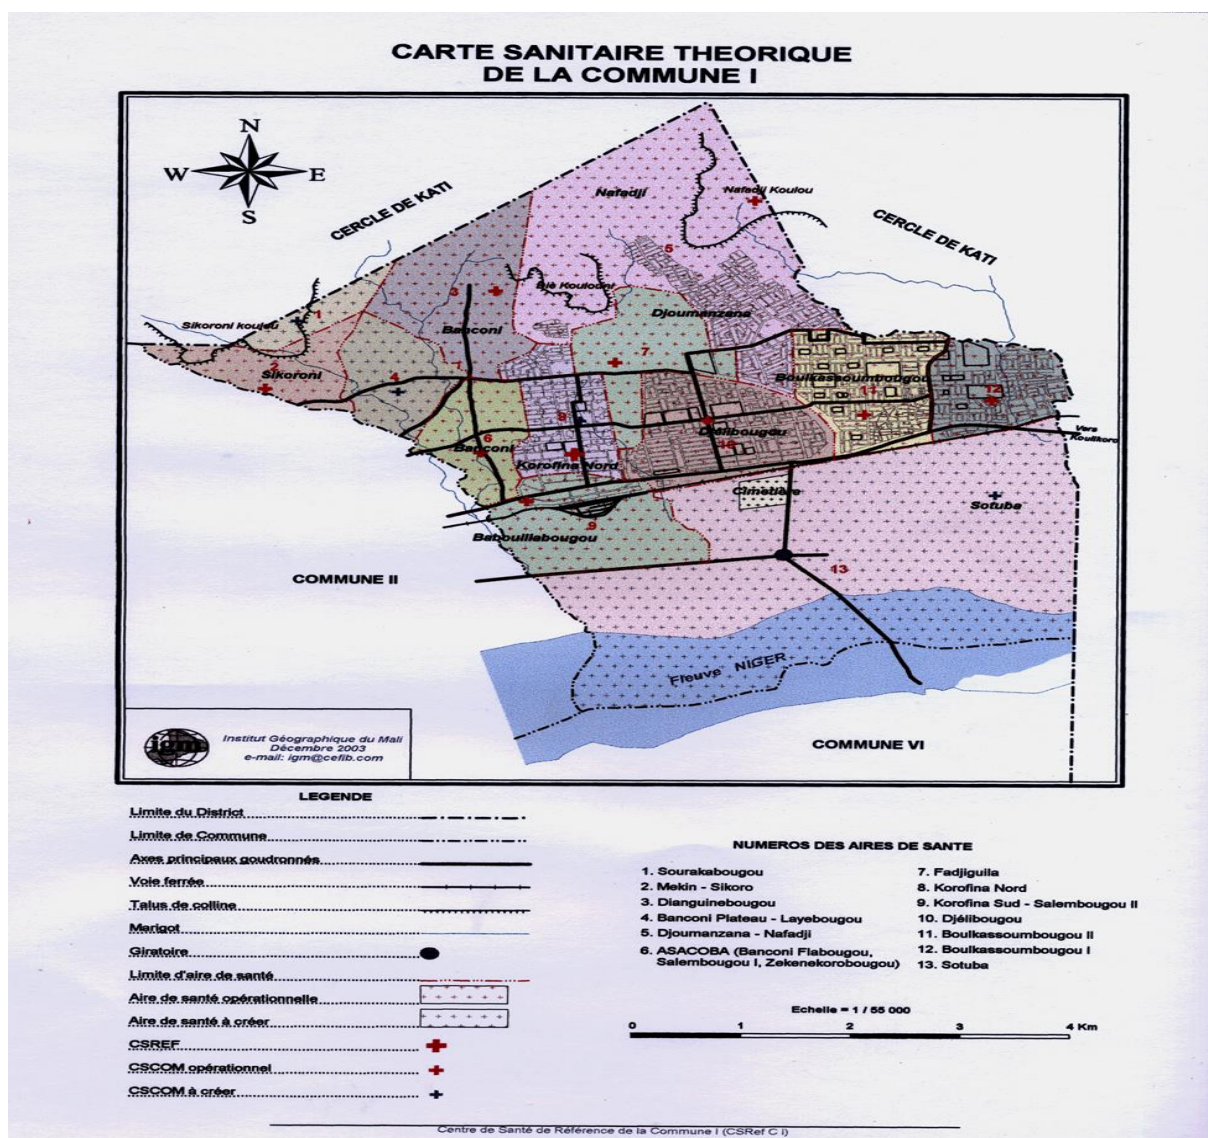 CARTE SANITAIRE THEORIQUE
DE LA COMMUNE I
N
W
E
S
CERCLE DE KATI
CERCLE DE KATI
Nafadji
Nafadji Koulou
5
3
1
Sikoroni koulou
Banconi
Djoumanzana
7
2
Sikoroni
4
Boulkassoumbougou
11
12
8
6
Banconi
Djélibougou
10
Korofina Nord
Vers
Koulikoro
Cimetière
Sotuba
9
Babouillabougou
13
COMMUNE II
Fleuve NIGER
COMMUNE VI
igm
Institut Géographique du Mali
Décembre 2003
e-mail: igm@cefib.com
LEGENDE
Limite du District
Limite de Commune
Axes principaux goudronnés
Voie ferrée
Talus de colline
Marigot
Giratoire
Limite d'aire de santé
Aire de santé opérationnelle
Aire de santé à créer
CSREF
CSCOM opérationnel
CSCOM à créer
NUMEROS DES AIRES DE SANTE
1. Sourakabougou
2. Mekin - Sikoro
3. Dianguinebougou
4. Banconi Plateau - Layebougou
5. Djoumanzana - Nafadji
6. ASACOBA (Banconi Flabougou,
Salembougou I, Zekenekorobougou)
7. Fadjiguila
8. Korofina Nord
9. Korofina Sud - Salembougou II
10. Djélibougou
11. Boulkassoumbougou II
12. Boulkassoumbougou I
13. Sotuba
Echelle = 1 / 55 000
0 1 2 3 4 Km
Centre de Santé de Référence de la Commune I (CSRef C i)